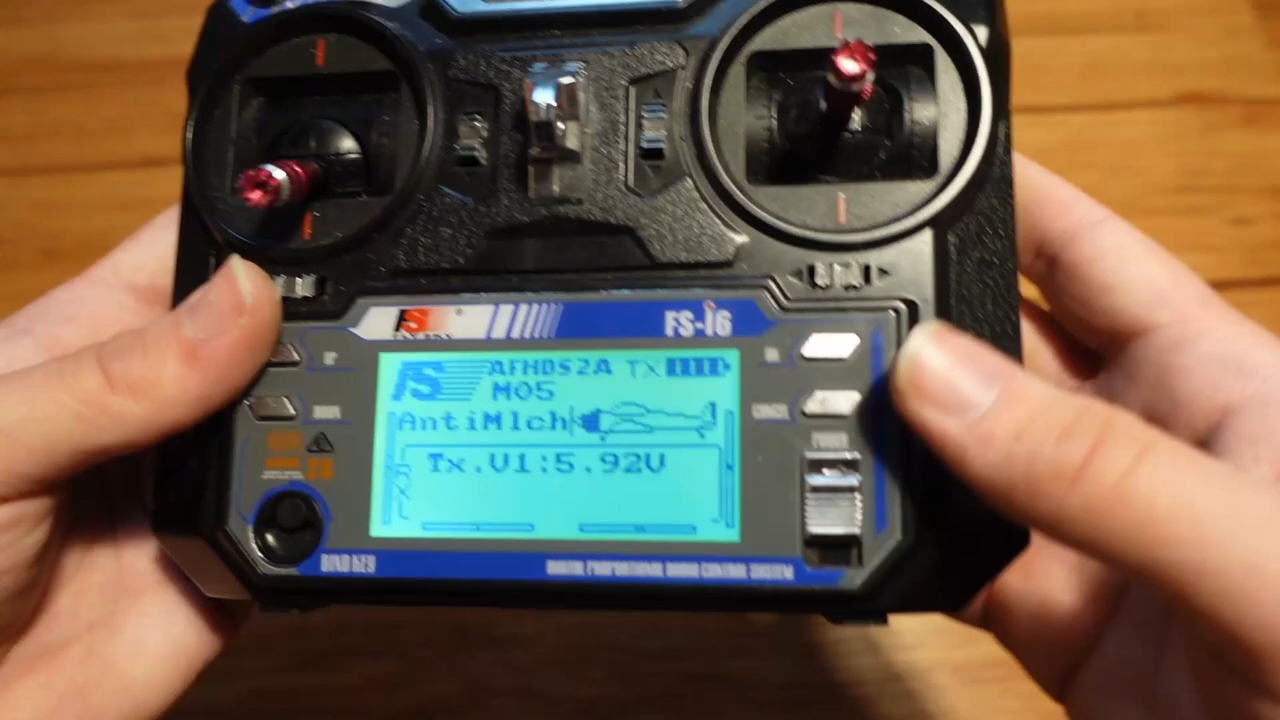 FS-i6
UP
OK
AFHDS2A TX
M05
DOWN
CANCEL
AntiMlch
POWER
Tx.V1:5.92V
BIND KEY
DIGITAL PROPORTIONAL RADIO CONTROL SYSTEM